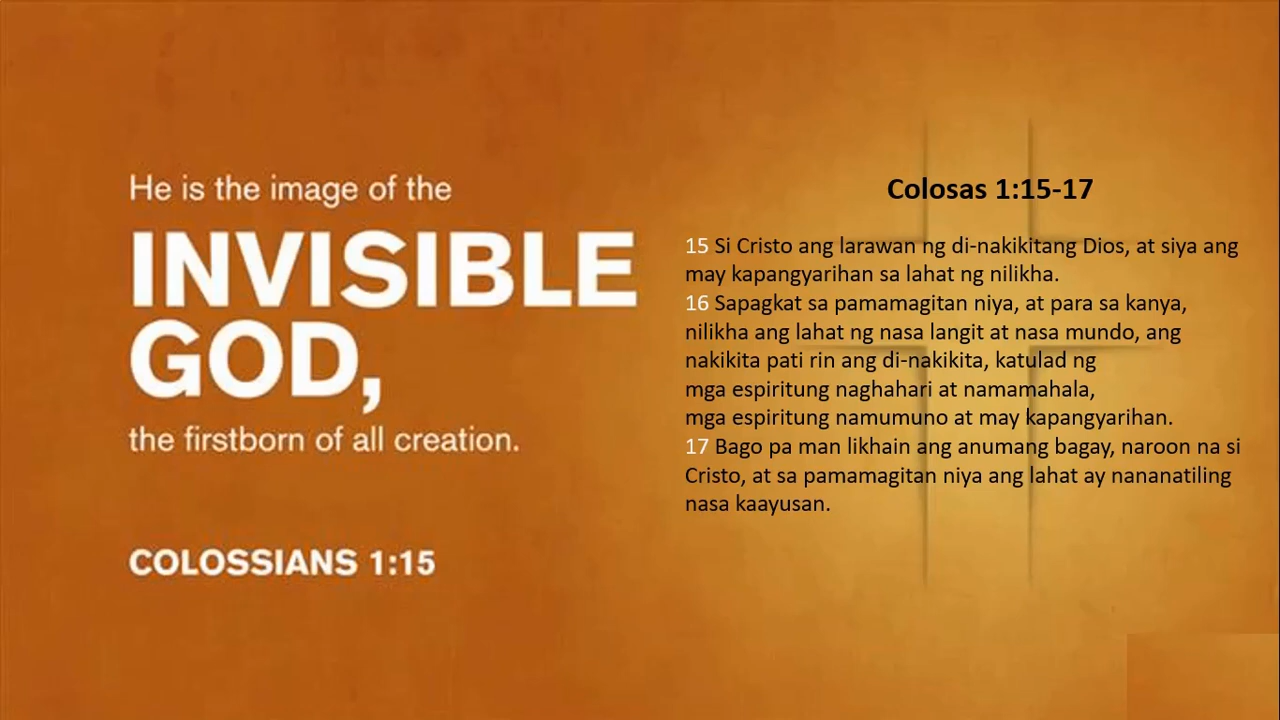 He is the image of the
INVISIBLE
GOD,
the firstborn of all creation.
COLOSSIANS 1:15
Colosas 1:15-17
15 Si Cristo ang larawan ng di-nakikitang Dios, at siya ang
may kapangyarihan sa lahat ng nilikha.
16 Sapagkat sa pamamagitan niya, at para sa kanya,
nilikha ang lahat ng nasa langit at nasa mundo, ang
nakikita pati rin ang di-nakikita, katulad ng
mga espiritung naghahari at namamahala,
mga espiritung namumuno at may kapangyarihan.
17 Bago pa man likhain ang anumang bagay, naroon na si
Cristo, at sa pamamagitan niya ang lahat ay nananatiling
nasa kaayusan.